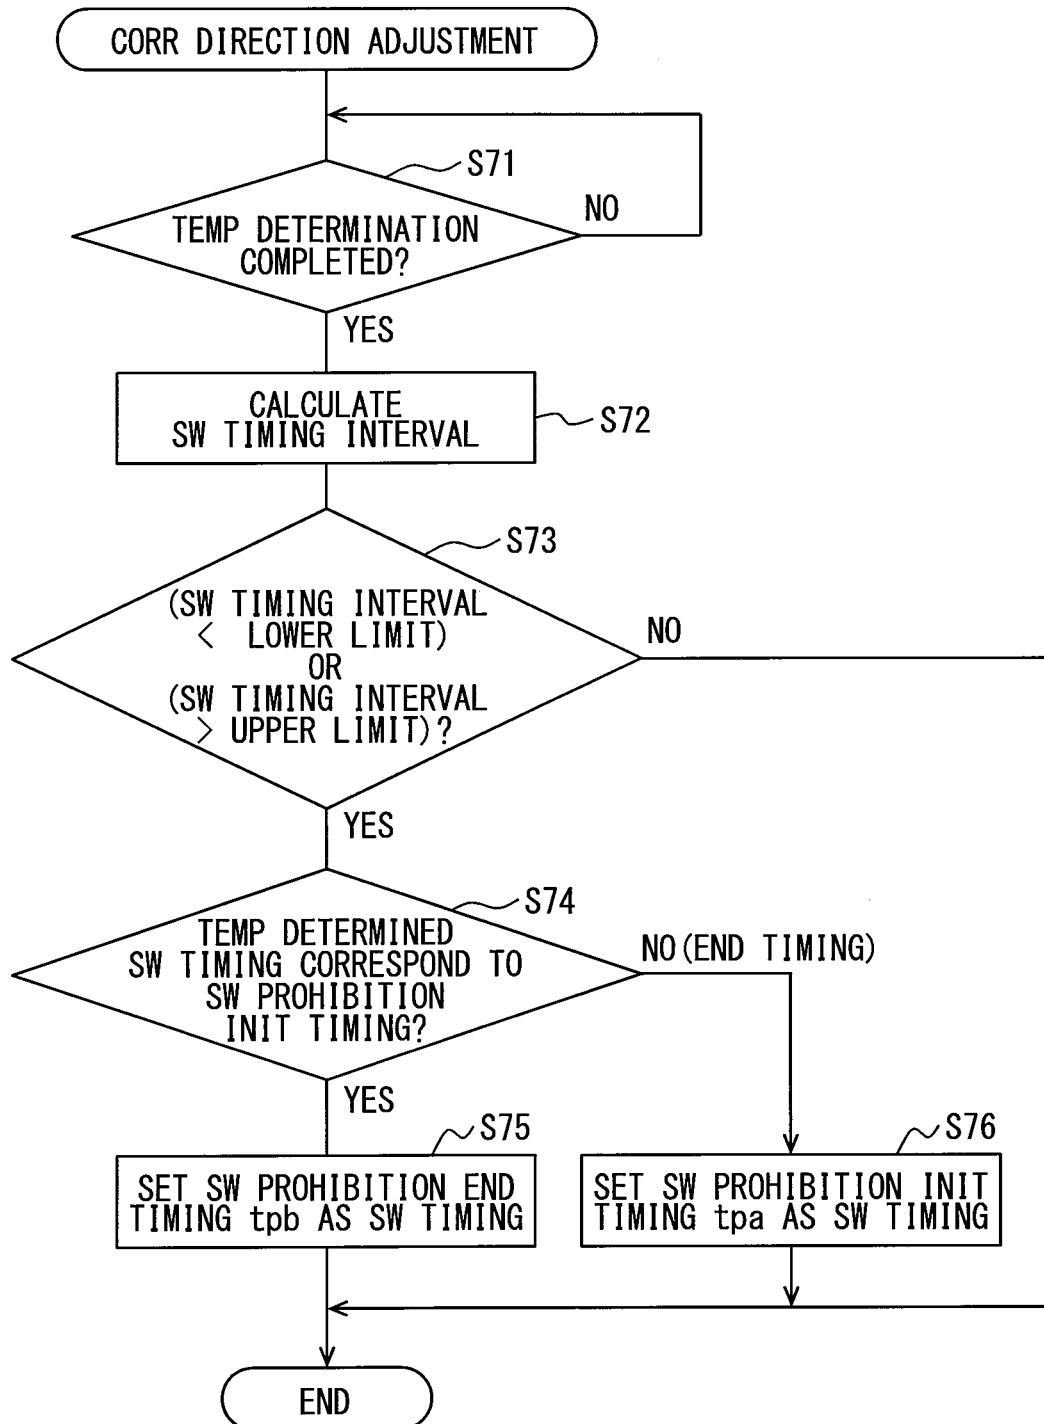 CORR DIRECTION ADJUSTMENT
S71
TEMP DETERMINATION
COMPLETED?
NO
YES
CALCULATE
SW TIMING INTERVAL
S72
S73
(SW TIMING INTERVAL
< LOWER LIMIT)
OR
(SW TIMING INTERVAL
> UPPER LIMIT)?
NO
YES
S74
TEMP DETERMINED
SW TIMING CORRESPOND TO
SW PROHIBITION
INIT TIMING?
NO(END TIMING)
YES
S75
SET SW PROHIBITION END
TIMING tpb AS SW TIMING
S76
SET SW PROHIBITION INIT
TIMING tpa AS SW TIMING
END